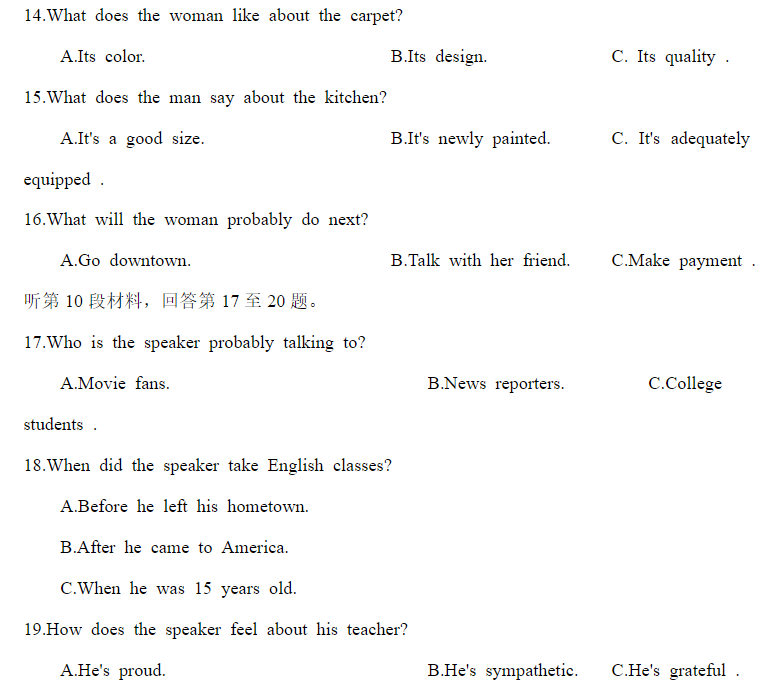 14.What does the woman like about the carpet?
A.Its color. B.Its design. C. Its quality .
15.What does the man say about the kitchen?
A.It's a good size. B.It's newly painted. C. It's adequately
equipped .
16.What will the woman probably do next?
A.Go downtown. B.Talk with her friend. C.Make payment .
听第 10 段材料，回答第 17 至 20 题。
17.Who is the speaker probably talking to?
A.Movie fans. B.News reporters. C.College
students .
18.When did the speaker take English classes?
A.Before he left his hometown.
B.After he came to America.
C.When he was 15 years old.
19.How does the speaker feel about his teacher?
A.He's proud. B.He's sympathetic. C.He's grateful .